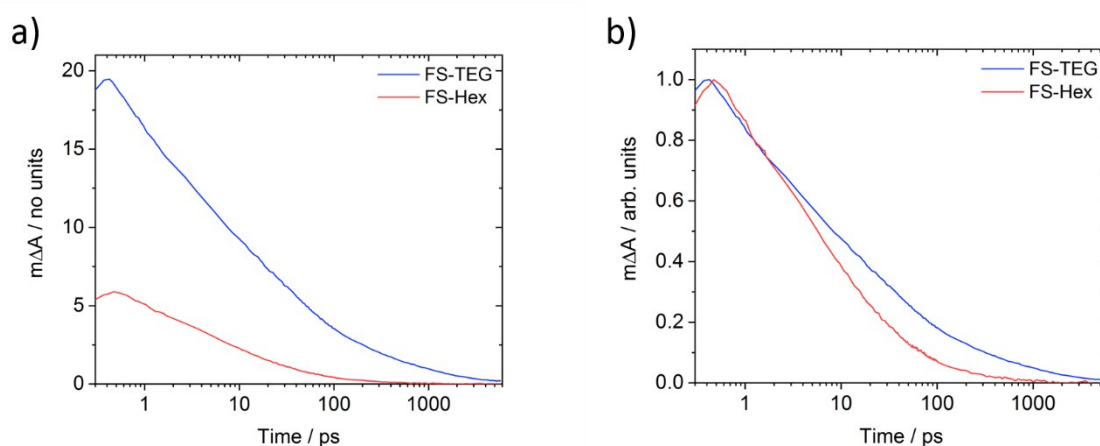 a)
FS-TEG
FS-Hex
20
15
10
5
0
mΔA / no units
1
10
100
1000
Time / ps
b)
FS-TEG
FS-Hex
1.0
0.8
0.6
0.4
0.2
0.0
mΔA / arb. units
1
10
100
1000
Time / ps